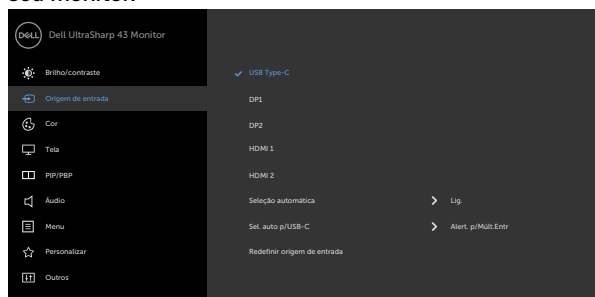 DELL
Dell UltraSharp 43 Monitor
Brilho/contraste
USB Type-C
Origem de entrada
DP1
Cor
DP2
Tela
HDMI 1
PIP/PBP
HDMI 2
Áudio
Seleção automática
Lig.
Menu
Sel. auto p/USB-C
Alert. p/Múlt.Entr
Personalizar
Redefinir origem de entrada
Outros